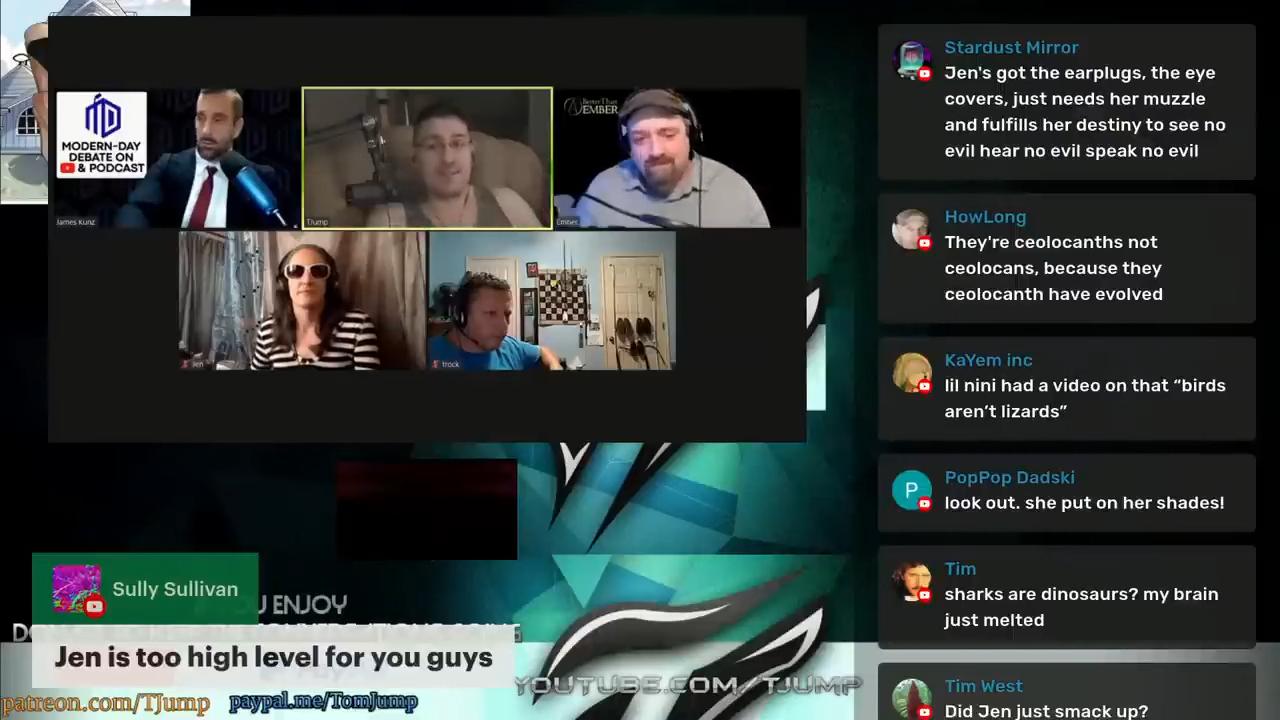 MODERN-DAY
DEBATE ON
& PODCAST
James Kunz
TJump
EMBER
Ember
Jen
trock
Stardust Mirror
Jen's got the earplugs, the eye
covers, just needs her muzzle
and fulfills her destiny to see no
evil hear no evil speak no evil
HowLong
They're ceolocanths not
ceolocans, because they
ceolocanth have evolved
KaYem inc
lil nini had a video on that “birds
aren’t lizards”
P
PopPop Dadski
look out. she put on her shades!
Tim
sharks are dinosaurs? my brain
just melted
Tim West
Did Jen just smack up?
Sully Sullivan
U ENJOY
Jen is too high level for you guys
patreon.com/TJump
paypal.me/TomJump
YOUTUBE.COM/TJUMP